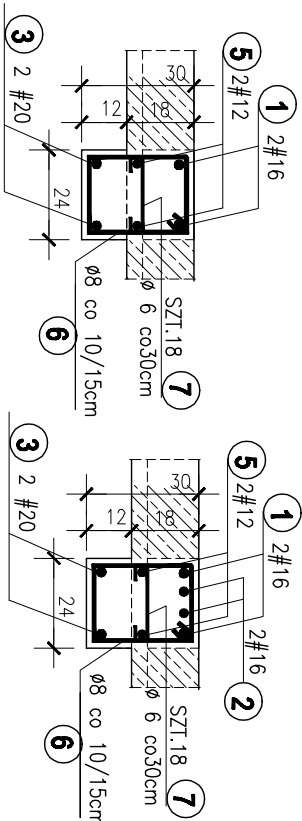 1 2#16
5 2#12
30
18
12
24
3 2 #20
SZT.18
ø 6 co30cm
7
ø8 co 10/15cm
6
1 2#16
2#16
2
5 2#12
30
18
12
24
3 2 #20
SZT.18
ø 6 co30cm
7
ø8 co 10/15cm
6